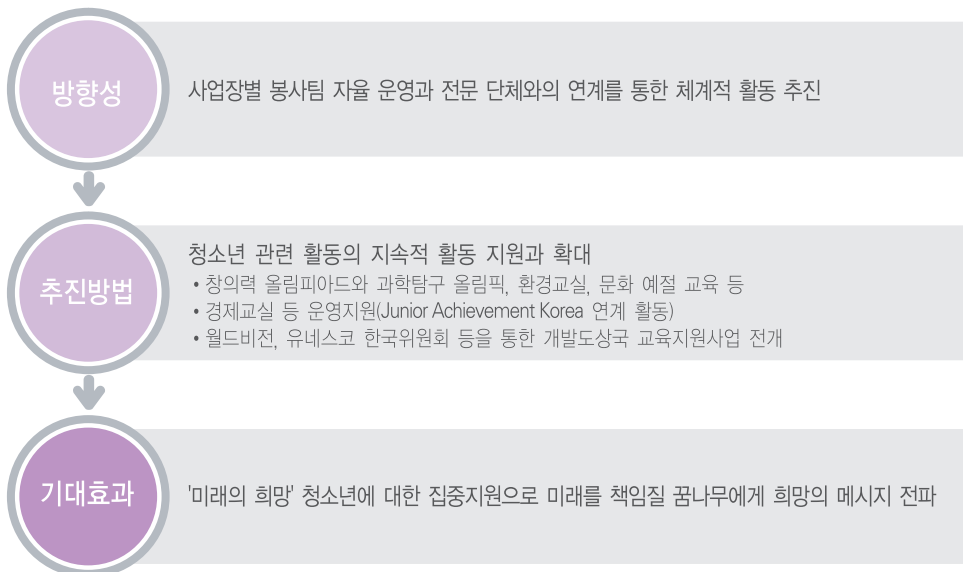 방향성
사업장별 봉사팀 자율 운영과 전문 단체와의 연계를 통한 체계적 활동 추진
추진방법
청소년 관련 활동의 지속적 활동 지원과 확대
• 창의력 올림피아드와 과학탐구 올림픽, 환경교실, 문화 예절 교육 등
• 경제교실 등 운영지원(Junior Achievement Korea 연계 활동)
• 월드비전, 유네스코 한국위원회 등을 통한 개발도상국 교육지원사업 전개
기대효과
'미래의 희망' 청소년에 대한 집중지원으로 미래를 책임질 꿈나무에게 희망의 메시지 전파